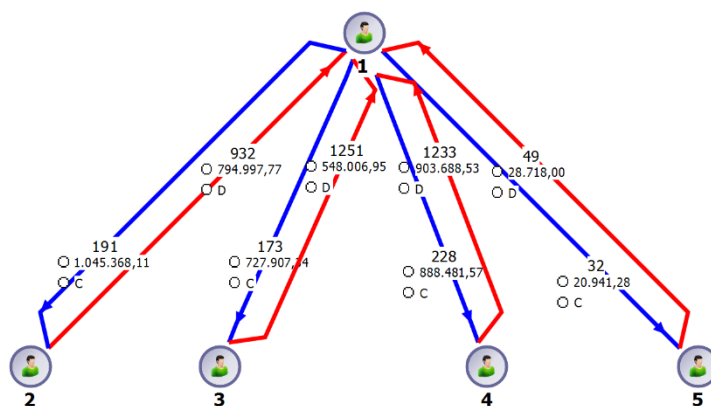 1
932
794.997,77
D
1251
548.006,95
D
1233
903.688,53
D
49
28.718,00
D
191
1.045.368,11
C
173
727.907,14
C
228
888.481,57
C
32
20.941,28
C
2
3
4
5